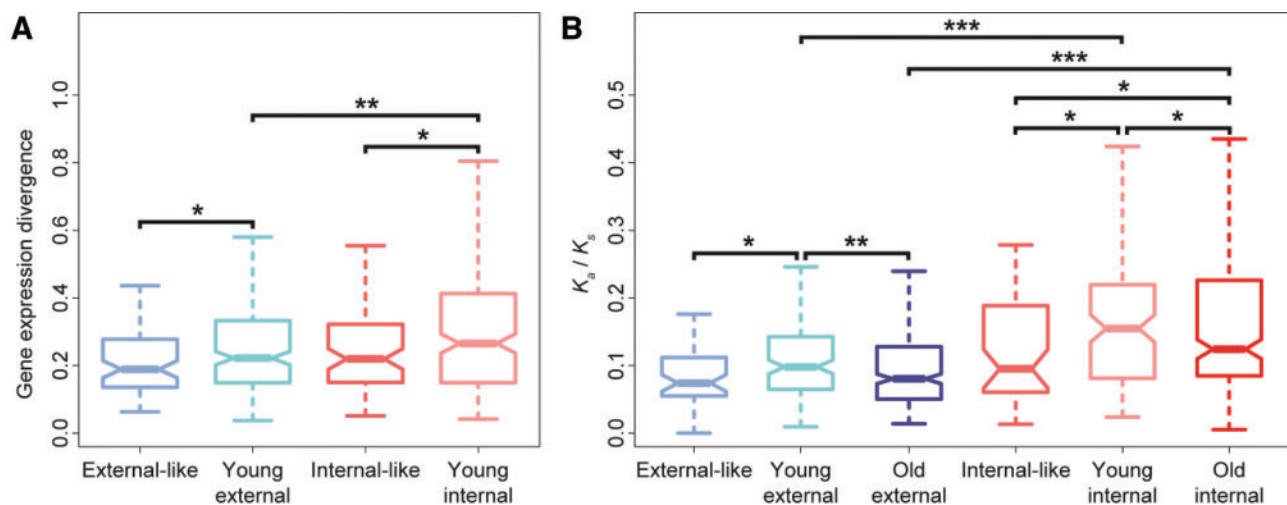 A
Gene expression divergence
1.0
0.8
0.6
0.4
0.2
0.0
*
**
*
External-like
Young
external
Internal-like
Young
internal
B
Ka / Ks
0.5
0.4
0.3
0.2
0.1
0.0
***
***
*
*
*
*
**
External-like
Young
external
Old
external
Internal-like
Young
internal
Old
internal